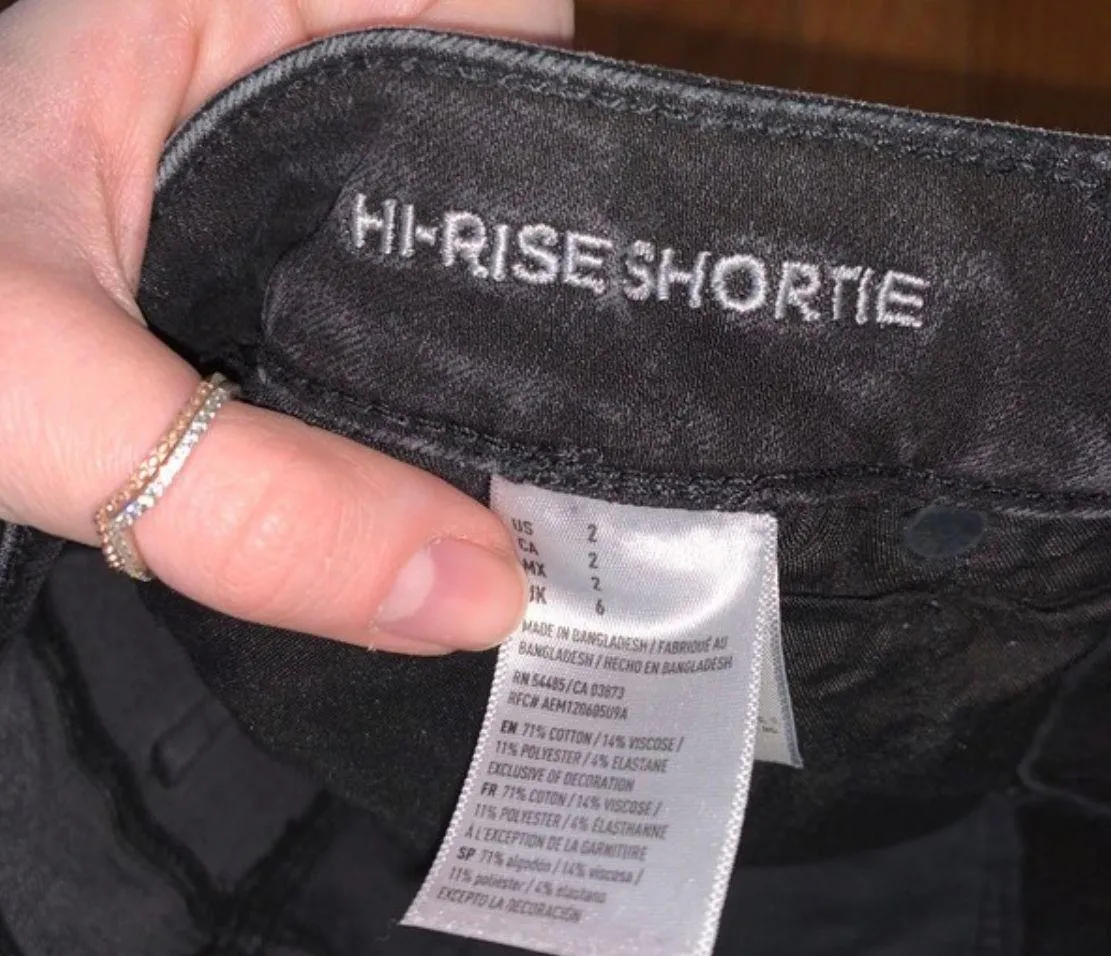 HI-RISE SHORTIE
US 2
CA 2
MX 2
UK 6
MADE IN BANGLADESH / FABRIQUÉ AU
BANGLADESH / HECHO EN BANGLADESH
RN 54485/CA 03873
RFC# AEM120605U9A
EN 71% COTTON / 14% VISCOSE /
11% POLYESTER / 4% ELASTANE
EXCLUSIVE OF DECORATION
FR 71% COTON / 14% VISCOSE /
11% POLYESTER / 4% ÉLASTHANNE
À L'EXCEPTION DE LA GARNITURE
SP 71% algodón / 14% viscosa /
11% poliéster / 4% elastano
EXCEPTO LA DECORACIÓN